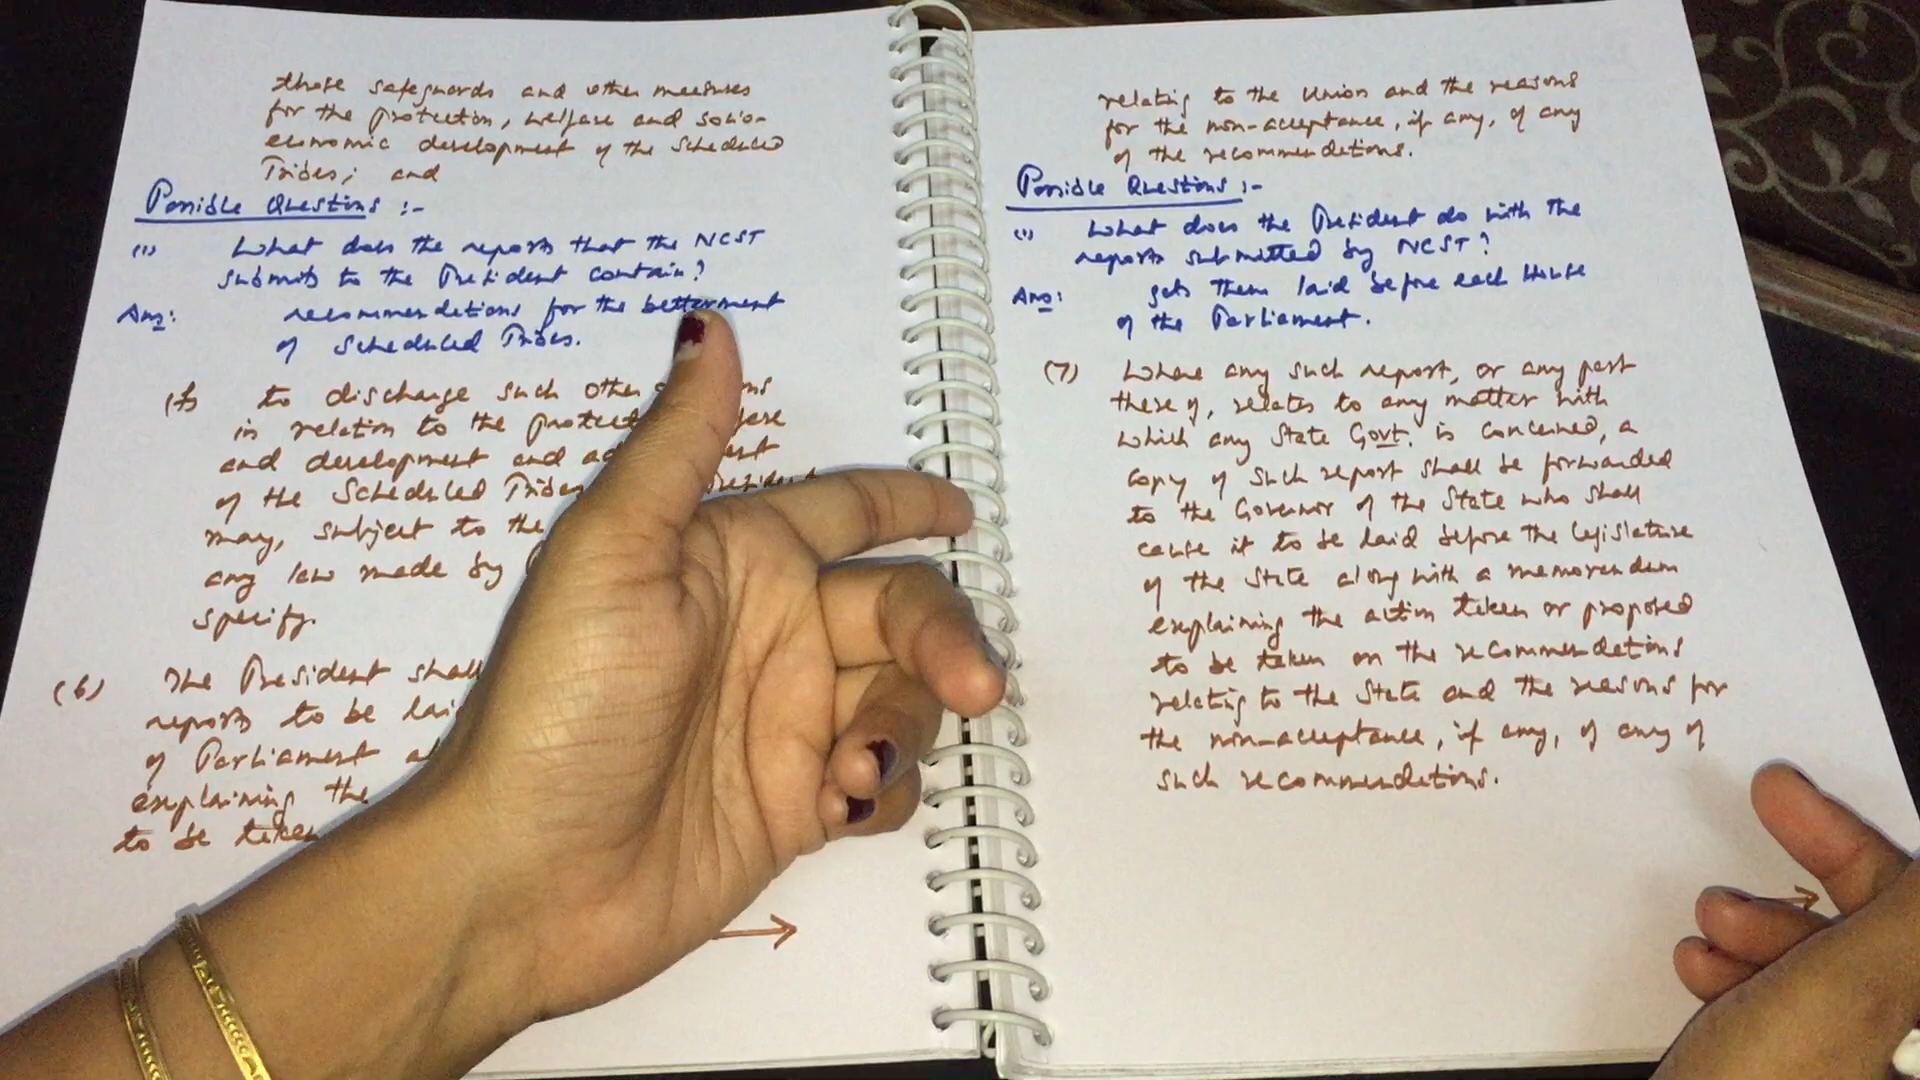 those safeguards and other measures
for the protection, welfare and socio-
economic development of the Scheduled
Tribes; and
Possible Questions :-
(1) What does the reports that the NCST
submits to the President contain?
Ans: recommendations for the betterment
of Scheduled Tribes.
(f) to discharge such other
in relation to the
and development and
of the Scheduled Tribes
may, subject to the
any law made by
specify.
(6) The President shall
reports to be
of Parliament
explaining the
to be taken
relating to the Union and the reasons
for the non-acceptance, if any, of any
of the recommendations.
Possible Questions :-
(1) What does the President do with the
reports submitted by NCST?
Ans: gets them laid before each House
of the Parliament.
(7) Where any such report, or any part
thereof, relates to any matter with
which any State Govt. is concerned, a
copy of such report shall be forwarded
to the Governor of the State who shall
cause it to be laid before the legislature
of the State along with a memorandum
explaining the action taken or proposed
to be taken on the recommendations
relating to the State and the reasons for
the non-acceptance, if any, of any of
such recommendations.